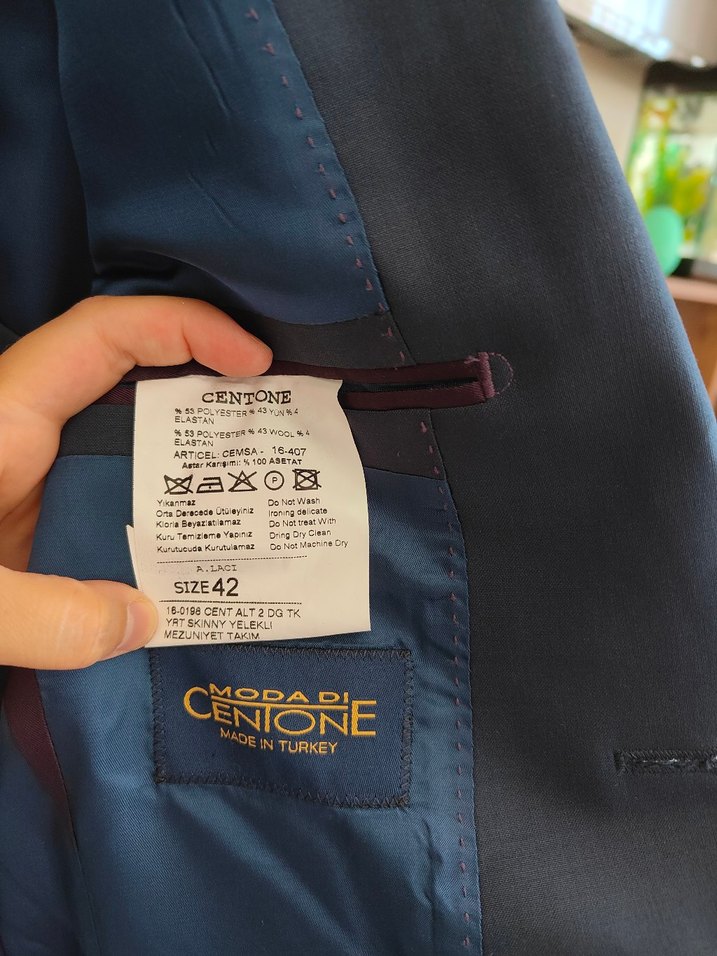 CENTONE
% 53 POLYESTER % 43 YÜN % 4
ELASTAN
% 53 POLYESTER % 43 WOOL % 4
ELASTAN
ARTICEL: CEMSA - 16-407
Astar Karışımı: % 100 ASETAT
P
Yıkanmaz Do Not Wash
Orta Derecede Ütüleyiniz Ironing delicate
Klorla Beyazlatılamaz Do Not treat With
Kuru Temizleme Yapınız Dring Dry Clean
Kurutucuda Kurutulamaz Do Not Machine Dry
A.LACI
SIZE 42
16-0198 CENT ALT 2 DG TK
YRT SKINNY YELEKLI
MEZUNIYET TAKIM
MODA DI
CENTONE
MADE IN TURKEY